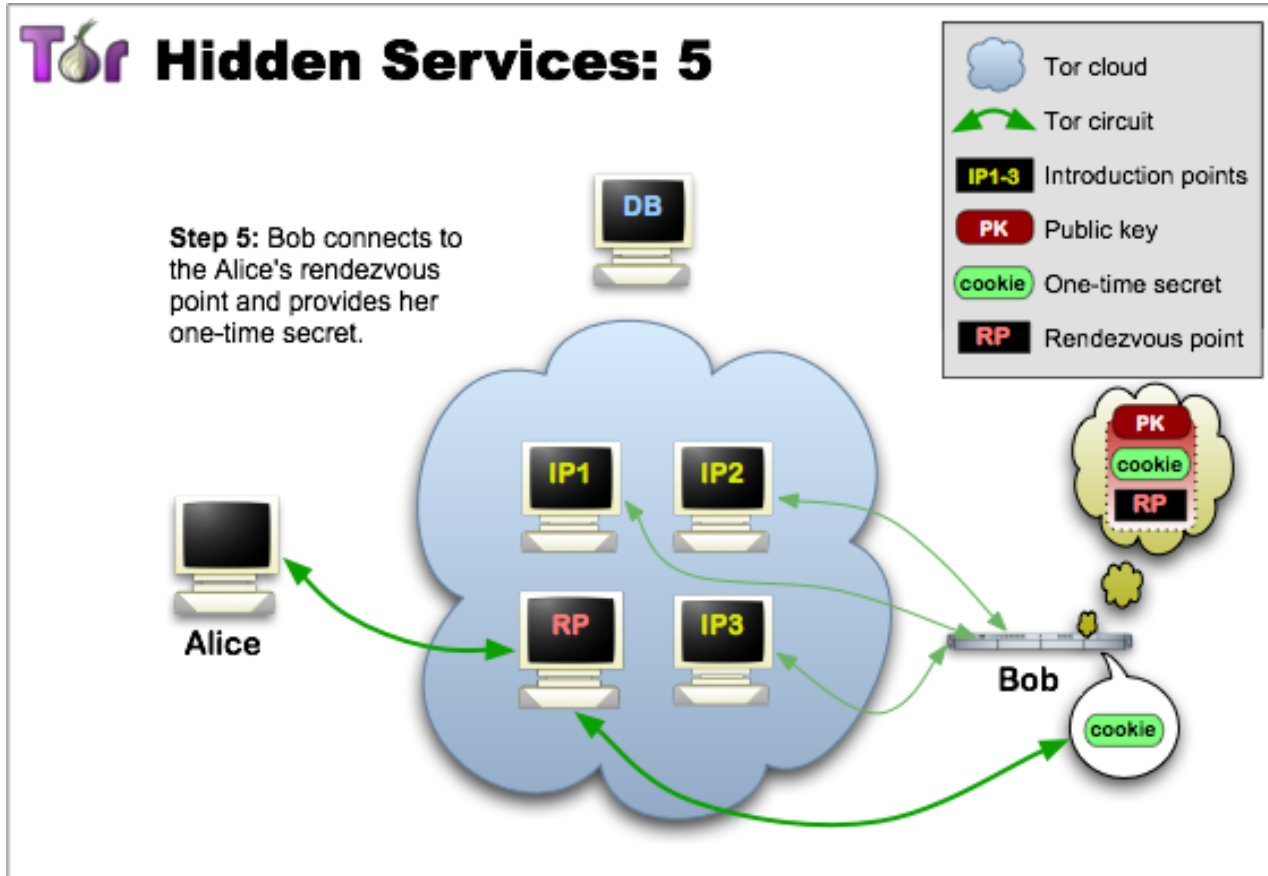 Tor Hidden Services: 5
Tor cloud
Tor circuit
IP1-3 Introduction points
PK Public key
cookie One-time secret
RP Rendezvous point
DB
Step 5: Bob connects to
the Alice's rendezvous
point and provides her
one-time secret.
PK
cookie
RP
IP1 IP2
RP IP3
Alice
Bob
cookie